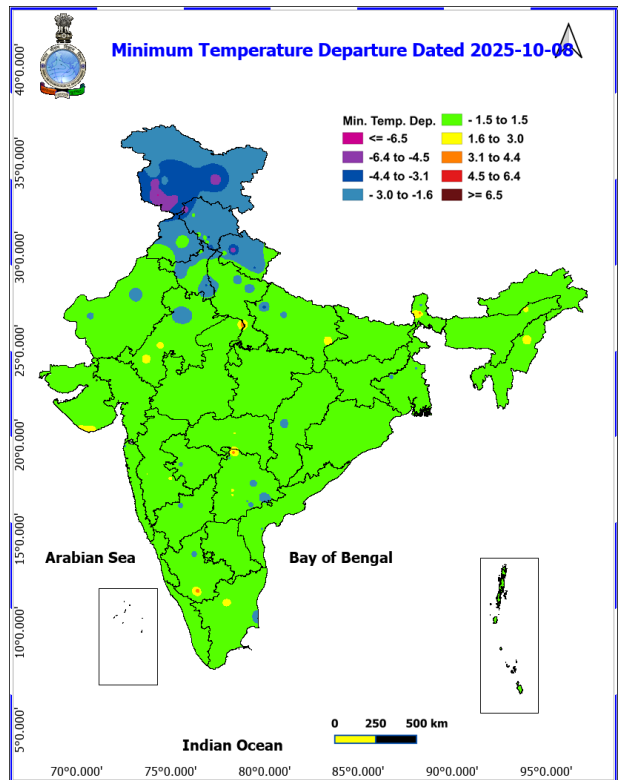 Minimum Temperature Departure Dated 2025-10-08
Min. Temp. Dep.
<= -6.5
-6.4 to -4.5
-4.4 to -3.1
- 3.0 to -1.6
- 1.5 to 1.5
1.6 to 3.0
3.1 to 4.4
4.5 to 6.4
>= 6.5
40°0.000'
35°0.000'
30°0.000'
25°0.000'
20°0.000'
15°0.000'
10°0.000'
5°0.000'
Arabian Sea
Bay of Bengal
Indian Ocean
0 250 500 km
70°0.000' 75°0.000' 80°0.000' 85°0.000' 90°0.000' 95°0.000'